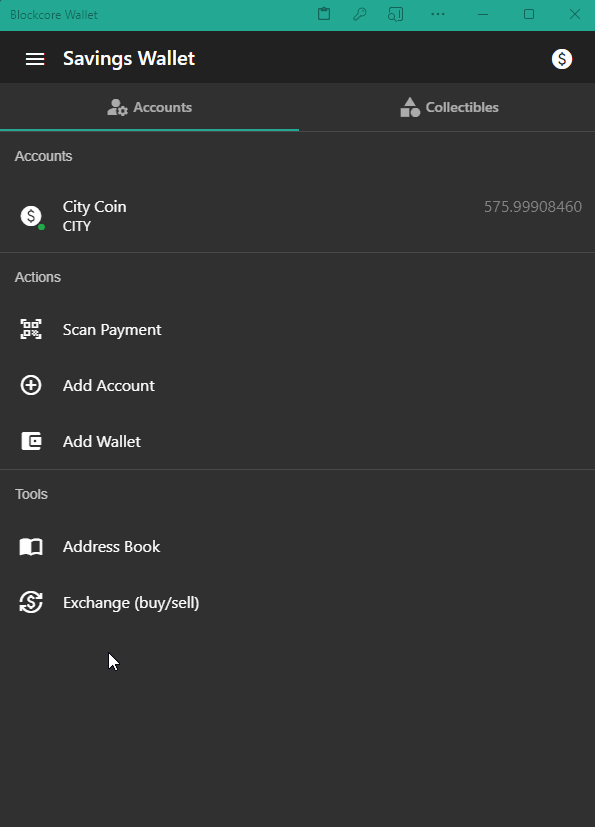 Blockcore Wallet
Savings Wallet
Accounts
Collectibles
Accounts
City Coin
575.99908460
CITY
Actions
Scan Payment
Add Account
Add Wallet
Tools
Address Book
Exchange (buy/sell)